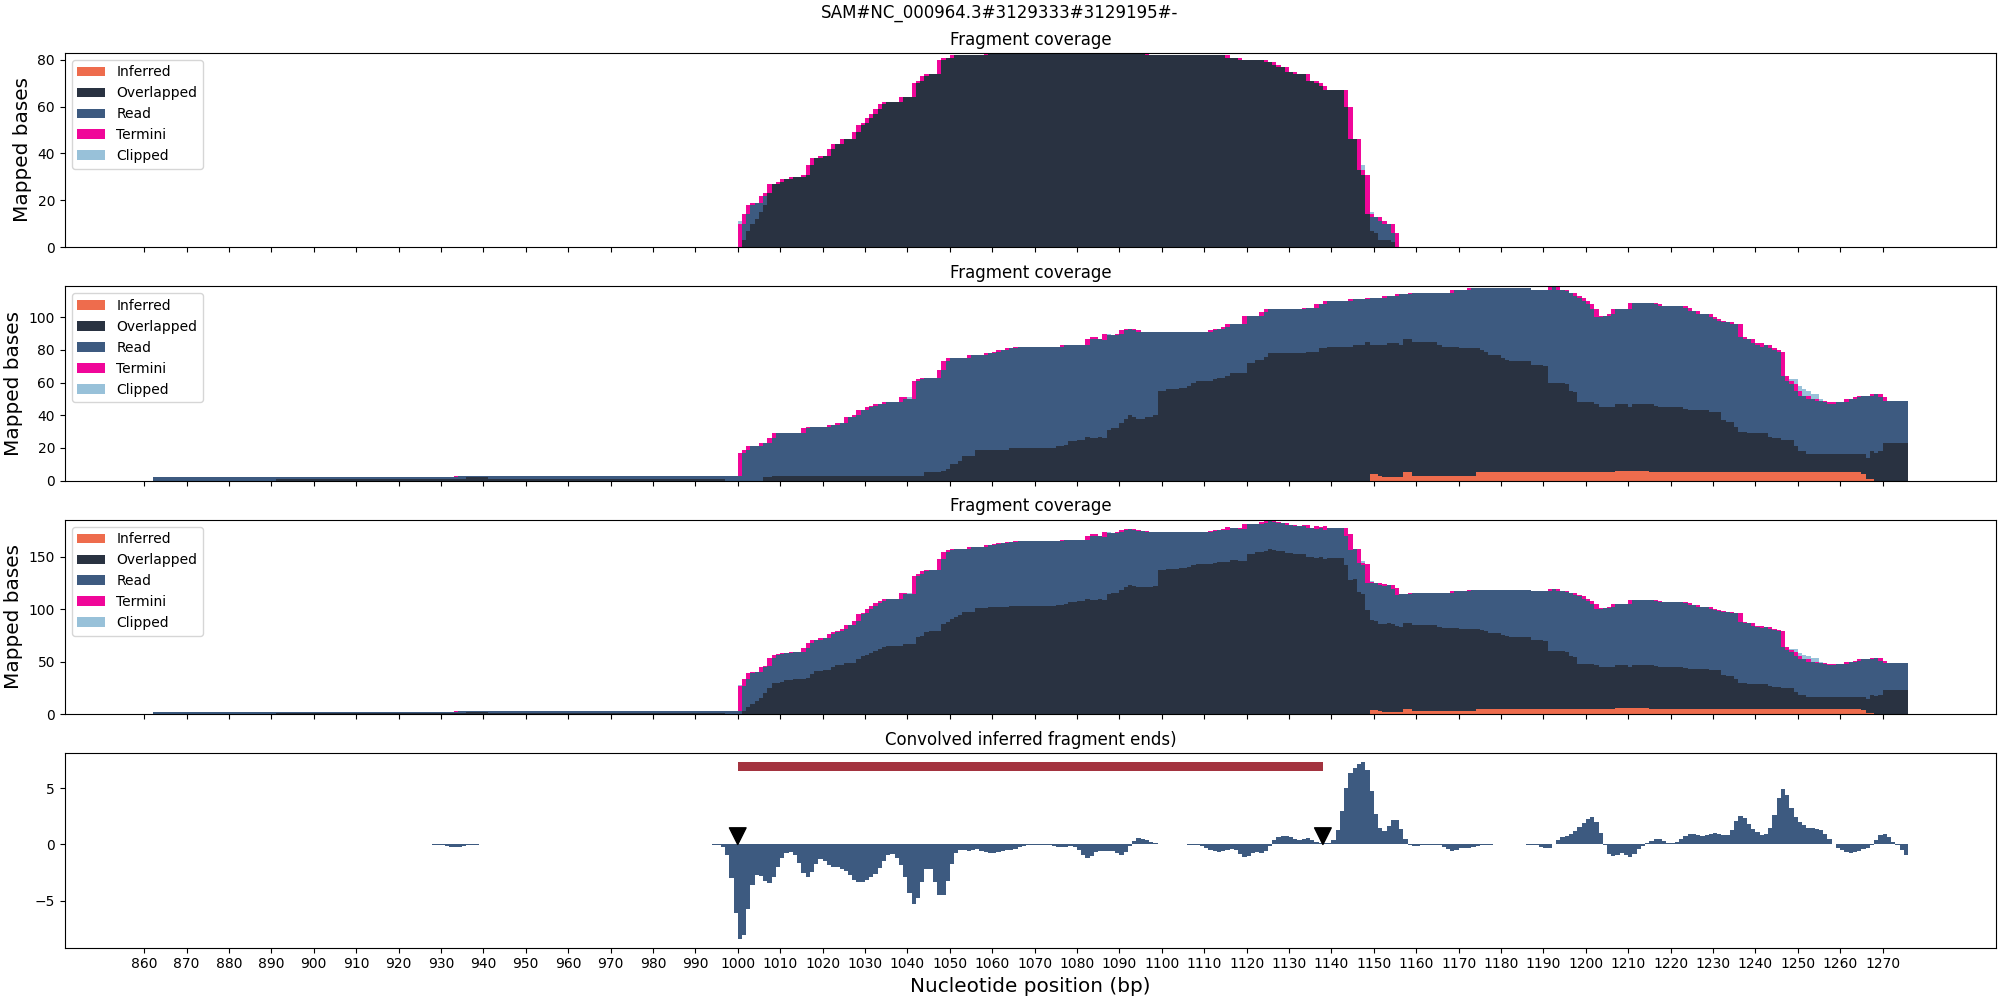 SAM#NC_000964.3#3129333#3129195#-
Fragment coverage
Mapped bases
80
60
40
20
0
Inferred
Overlapped
Read
Termini
Clipped
Fragment coverage
Mapped bases
100
80
60
40
20
0
Inferred
Overlapped
Read
Termini
Clipped
Fragment coverage
Mapped bases
150
100
50
0
Inferred
Overlapped
Read
Termini
Clipped
Convolved inferred fragment ends)
5
0
−5
860 870 880 890 900 910 920 930 940 950 960 970 980 990 1000 1010 1020 1030 1040 1050 1060 1070 1080 1090 1100 1110 1120 1130 1140 1150 1160 1170 1180 1190 1200 1210 1220 1230 1240 1250 1260 1270
Nucleotide position (bp)